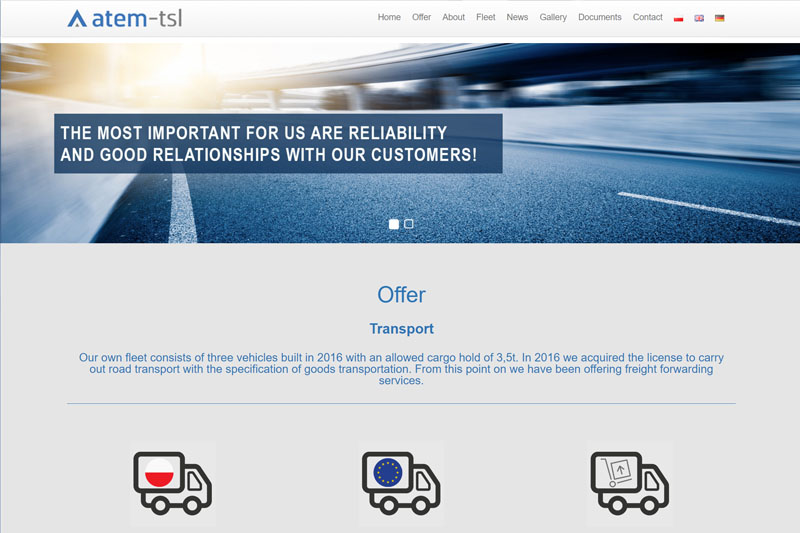 atem-tsl
Home Offer About Fleet News Gallery Documents Contact
THE MOST IMPORTANT FOR US ARE RELIABILITY
AND GOOD RELATIONSHIPS WITH OUR CUSTOMERS!
Offer
Transport
Our own fleet consists of three vehicles built in 2016 with an allowed cargo hold of 3,5t. In 2016 we acquired the license to carry
out road transport with the specification of goods transportation. From this point on we have been offering freight forwarding
services.